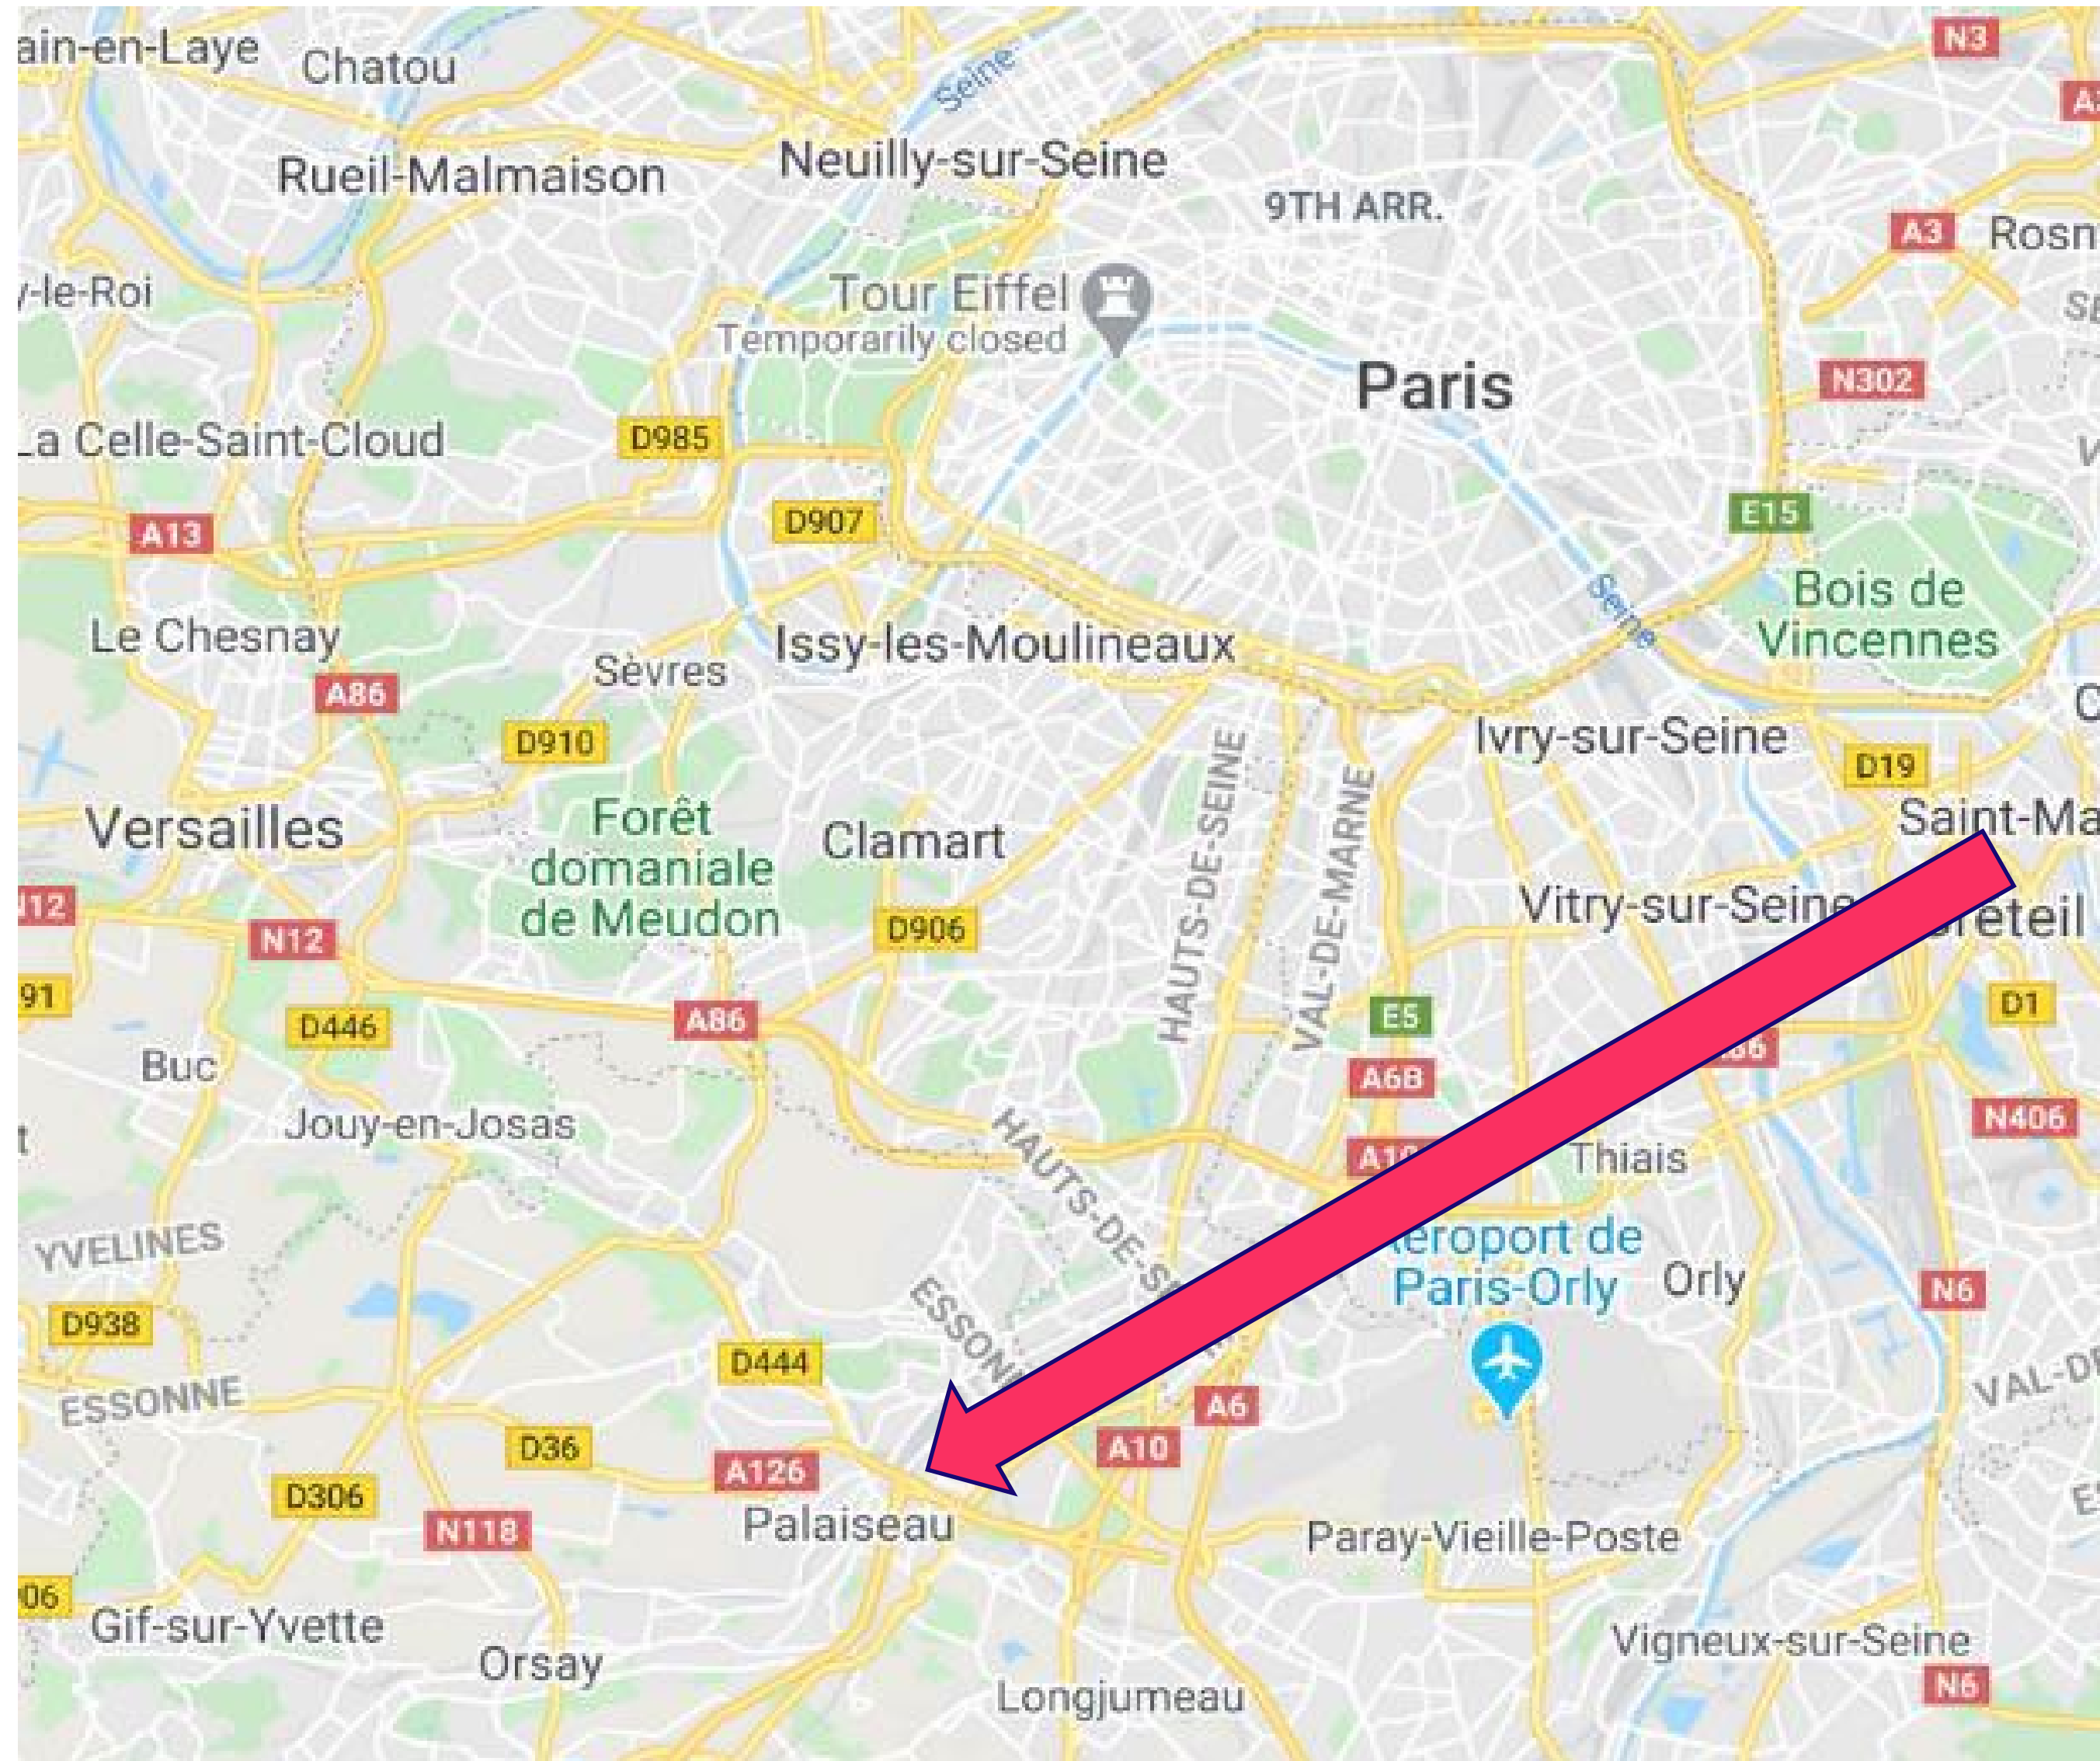 ain-en-Laye
Chatou
Seine
N3
Rueil-Malmaison
Neuilly-sur-Seine
9TH ARR.
A3
Rosn
y-le-Roi
Tour Eiffel
Temporarily closed
Paris
N302
La Celle-Saint-Cloud
D985
A13
D907
E15
Seine
Bois de
Vincennes
Le Chesnay
Sèvres
Issy-les-Moulineaux
A86
D910
Ivry-sur-Seine
D19
HAUTS-DE-SEINE
VAL-DE-MARNE
Versailles
Forêt
domaniale
de Meudon
Clamart
Saint-Ma
Vitry-sur-Seine
éteil
N12
D906
91
D446
A86
E5
D1
Buc
A6B
Jouy-en-Josas
HAUTS-DE-S
N406
Thiais
YVELINES
éroport de
Paris-Orly
Orly
N6
D938
ESSON
D444
ESSONNE
A6
VAL-DE
D36
A126
A10
D306
N118
Palaiseau
Paray-Vieille-Poste
06
Gif-sur-Yvette
Orsay
Vigneux-sur-Seine
Longjumeau
N6